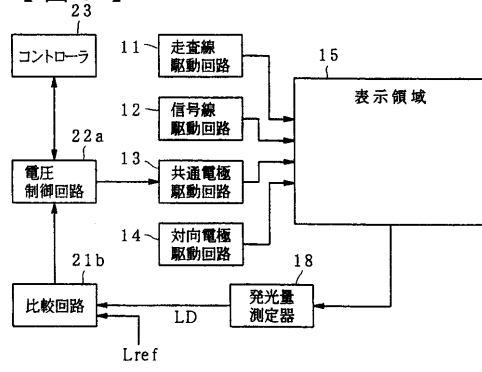 23
コントローラ
11
走査線
駆動回路
15
表示領域
12
信号線
駆動回路
22a
電圧
制御回路
13
共通電極
駆動回路
14
対向電極
駆動回路
21b
比較回路
18
発光量
測定器
LD
Lref